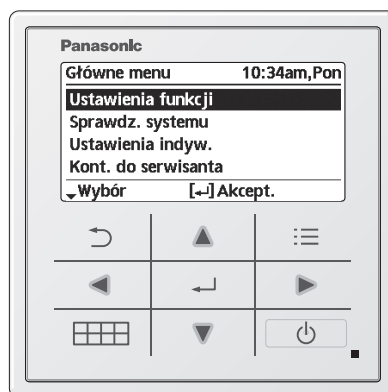 Panasonic
Główne menu 10:34am,Pon
Ustawienia funkcji
Sprawdz. systemu
Ustawienia indyw.
Kont. do serwisanta
Wybór [↵] Akcept.